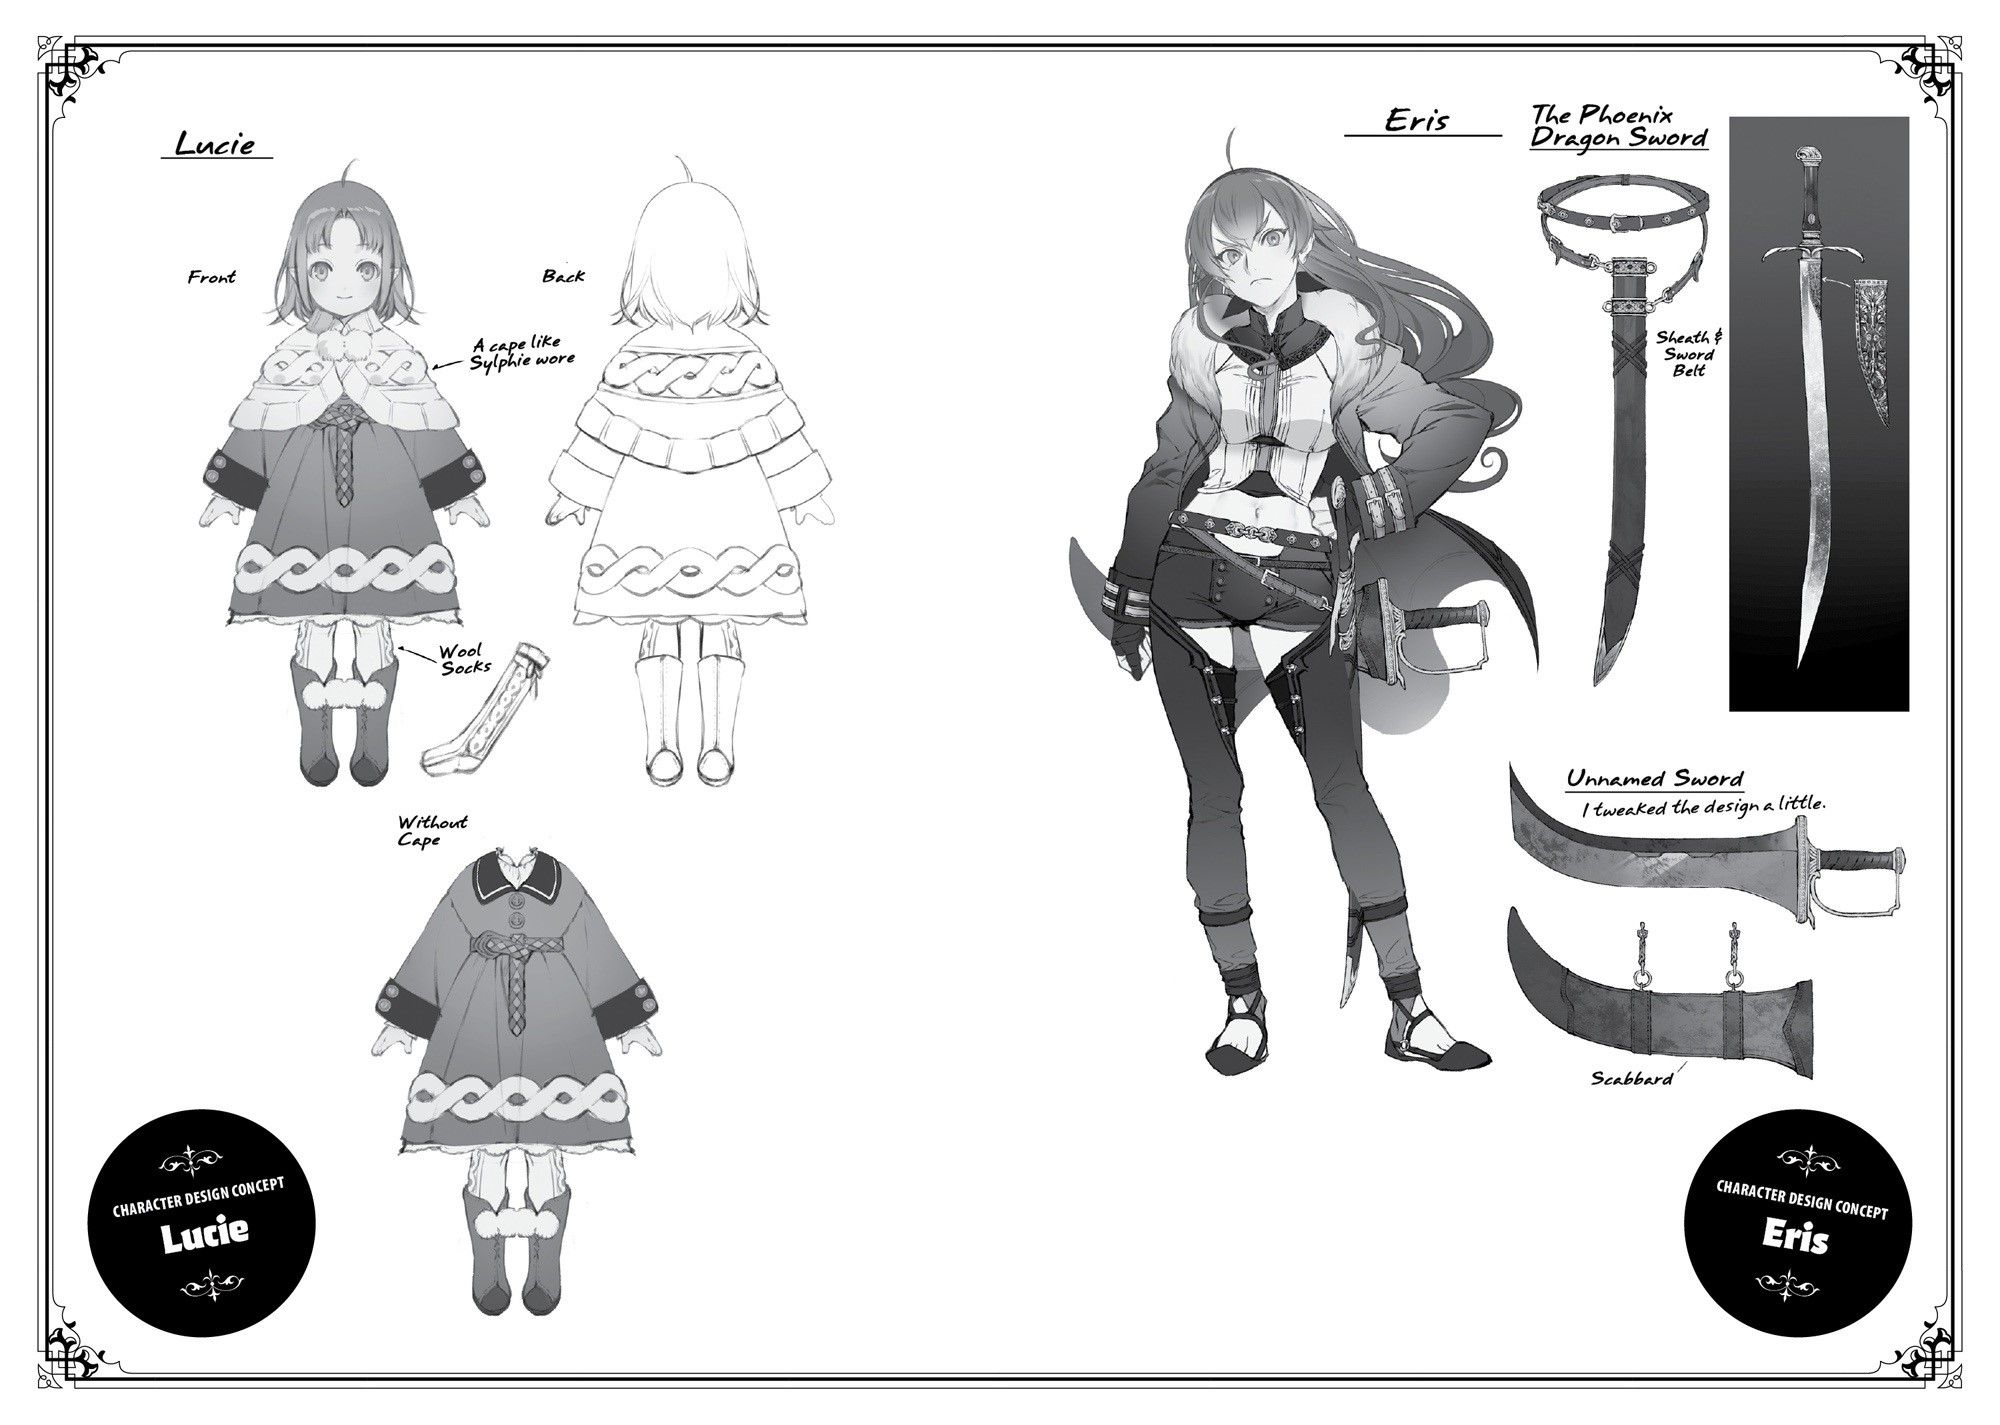 Lucie
Front
Back
A cape like
Sylphie wore
Wool
Socks
Without
Cape
CHARACTER DESIGN CONCEPT
Lucie
Eris
The Phoenix
Dragon Sword
Sheath &
Sword
Belt
Unnamed Sword
I tweaked the design a little.
Scabbard
CHARACTER DESIGN CONCEPT
Eris